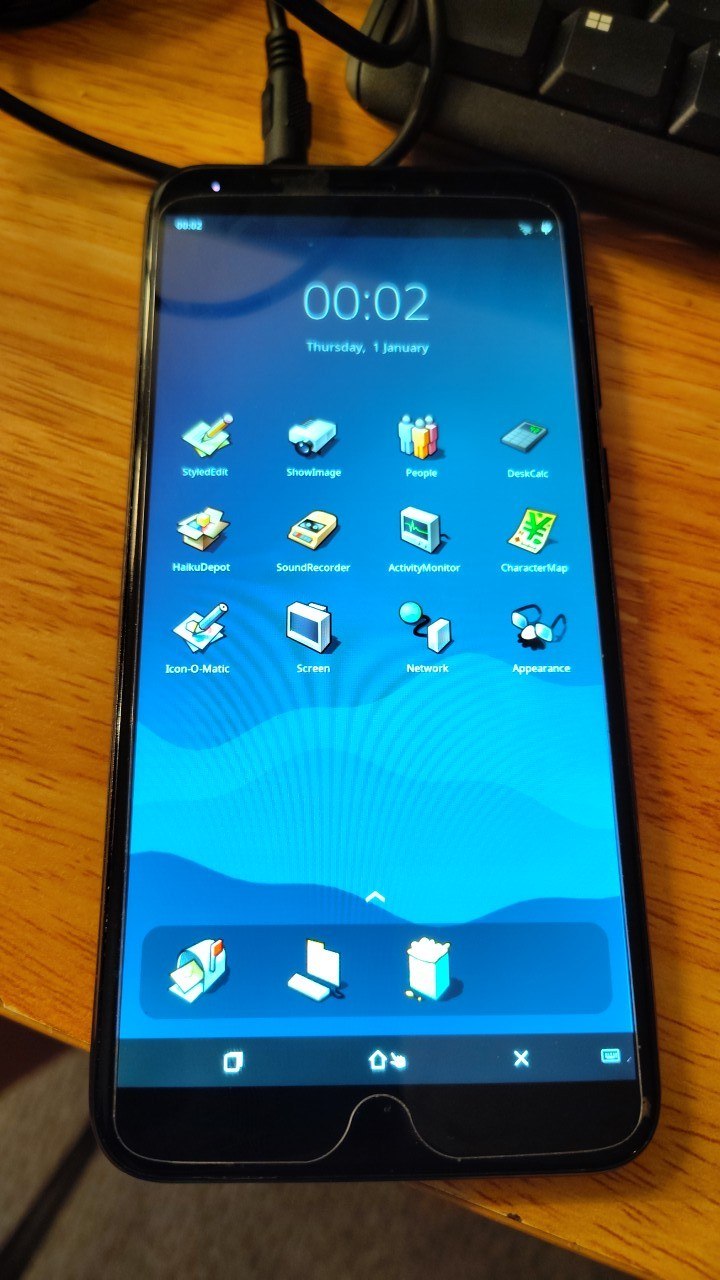 00:02
00:02
Thursday, 1 January
StyledEdit ShowImage People DeskCalc
HaikuDepot SoundRecorder ActivityMonitor CharacterMap
Icon-O-Matic Screen Network Appearance